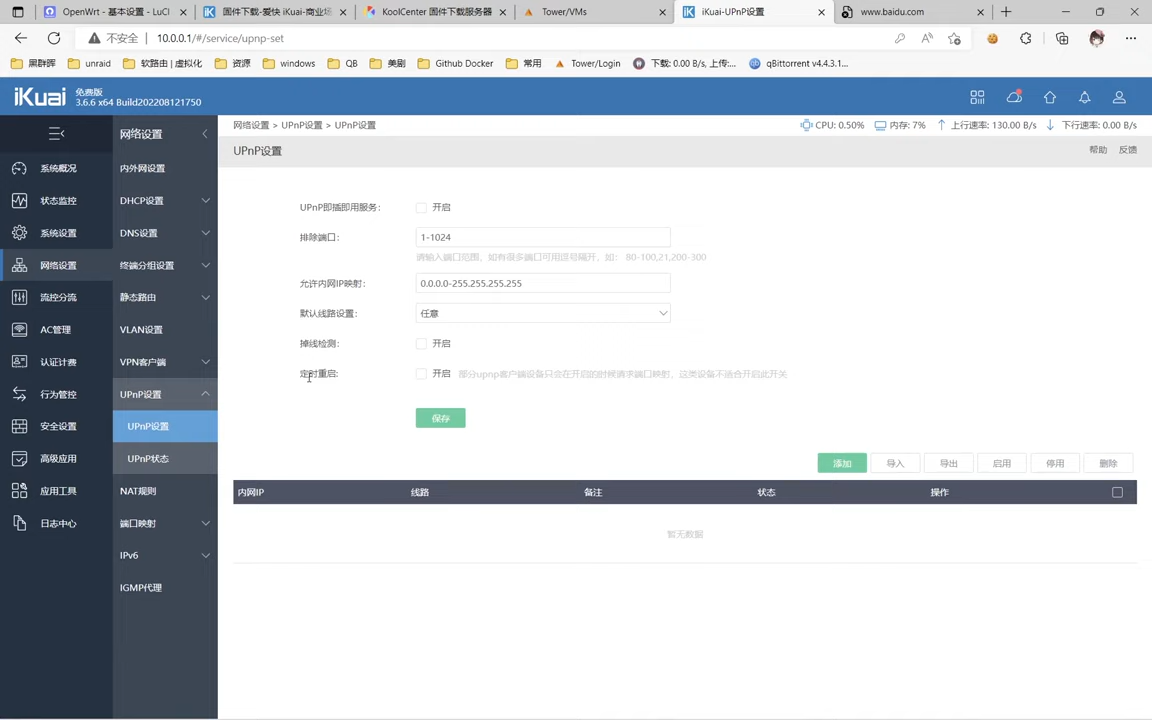 OpenWrt - 基本设置 - LuCI
固件下载-爱快 iKuai-商业场
KoolCenter 固件下载服务器
Tower/VMs
iKuai-UPnP设置
www.baidu.com
不安全
10.0.0.1/#/service/upnp-set
黑群晖
unraid
软路由 | 虚拟化
资源
windows
QB
美剧
Github Docker
常用
Tower/Login
下载: 0.00 B/s, 上传:...
qBittorrent v4.4.3.1...
iKuai
免费版
3.6.6 x64 Build202208121750
网络设置
网络设置 > UPnP设置 > UPnP设置
CPU: 0.50%
内存: 7%
上行速率: 130.00 B/s
下行速率: 0.00 B/s
UPnP设置
帮助
反馈
系统概况
状态监控
系统设置
网络设置
流控分流
AC管理
认证计费
行为管控
安全设置
高级应用
应用工具
日志中心
内外网设置
DHCP设置
DNS设置
终端分组设置
静态路由
VLAN设置
VPN客户端
UPnP设置
UPnP设置
UPnP状态
NAT规则
端口映射
IPv6
IGMP代理
UPnP即插即用服务:
开启
排除端口:
1-1024
请输入端口范围，如有很多端口可用逗号隔开，如： 80-100,21,200-300
允许内网IP映射:
0.0.0.0-255.255.255.255
默认线路设置:
任意
掉线检测:
开启
定时重启:
开启
部分upnp客户端设备只会在开启的时候请求端口映射，这类设备不适合开启此开关
保存
添加
导入
导出
启用
停用
删除
内网IP
线路
备注
状态
操作
暂无数据